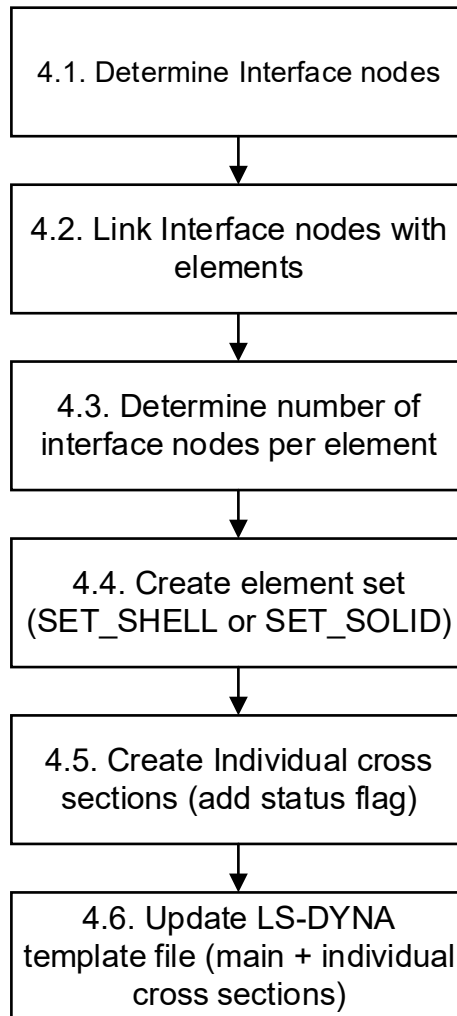 4.1. Determine Interface nodes
4.2. Link Interface nodes with
elements
4.3. Determine number of
interface nodes per element
4.4. Create element set
(SET_SHELL or SET_SOLID)
4.5. Create Individual cross
sections (add status flag)
4.6. Update LS-DYNA
template file (main + individual
cross sections)